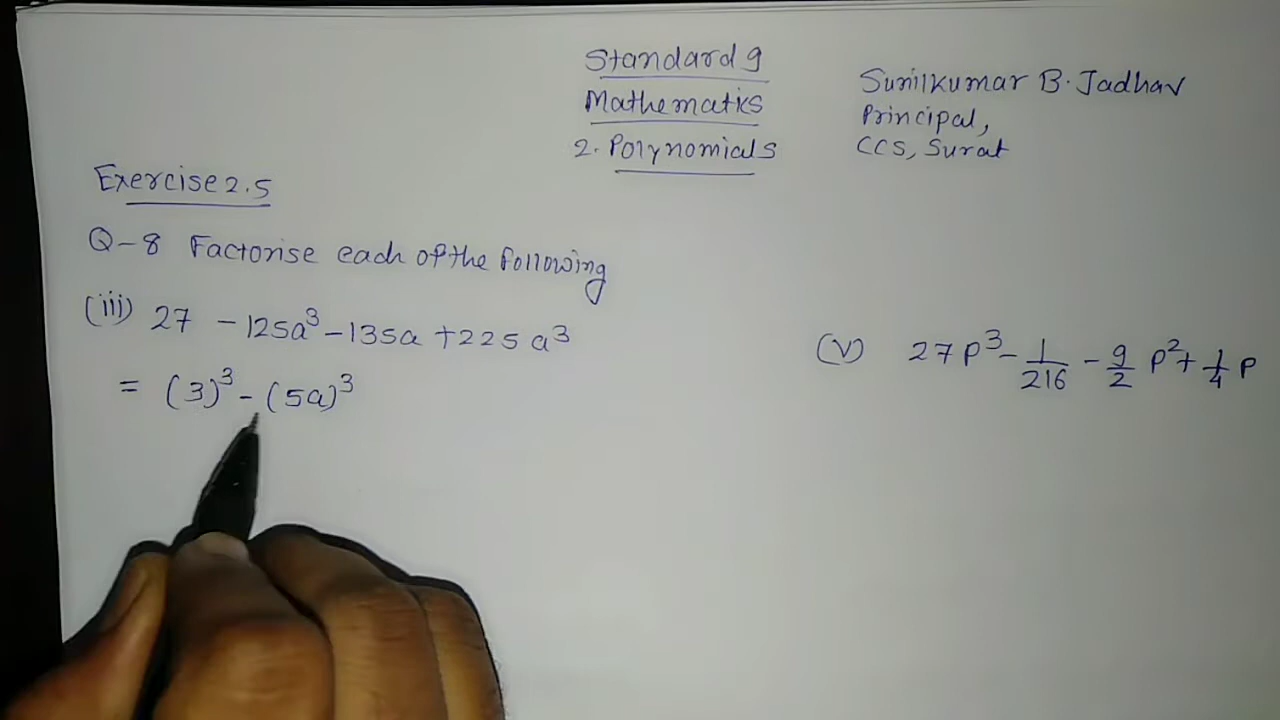 Standard 9
Mathematics
2. Polynomials
Sunilkumar B. Jadhav
Principal,
CCS, Surat
Exercise 2.5
Q-8 Factorise each of the following
(iii) 27 - 125a³ - 135a + 225a³
= (3)³ - (5a)³
(V) 27P³ - 1/216 - 9/2 P² + 1/4 P